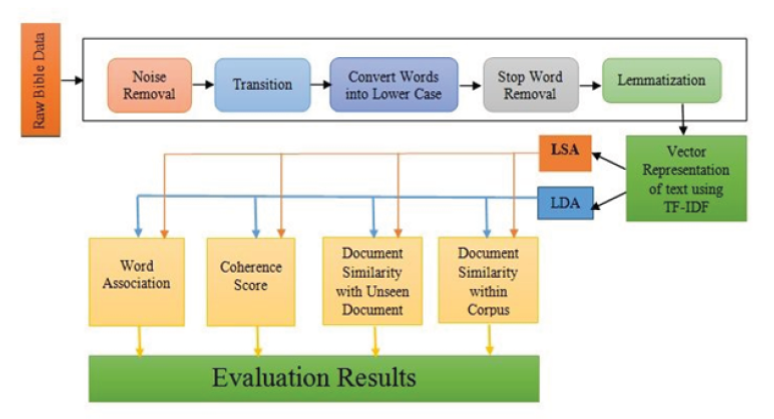 Raw Bible Data
Noise
Removal
Transition
Convert Words
into Lower Case
Stop Word
Removal
Lemmatization
LSA
LDA
Vector
Representation
of text using
TF-IDF
Word
Association
Coherence
Score
Document
Similarity
with Unseen
Document
Document
Similarity
within
Corpus
Evaluation Results